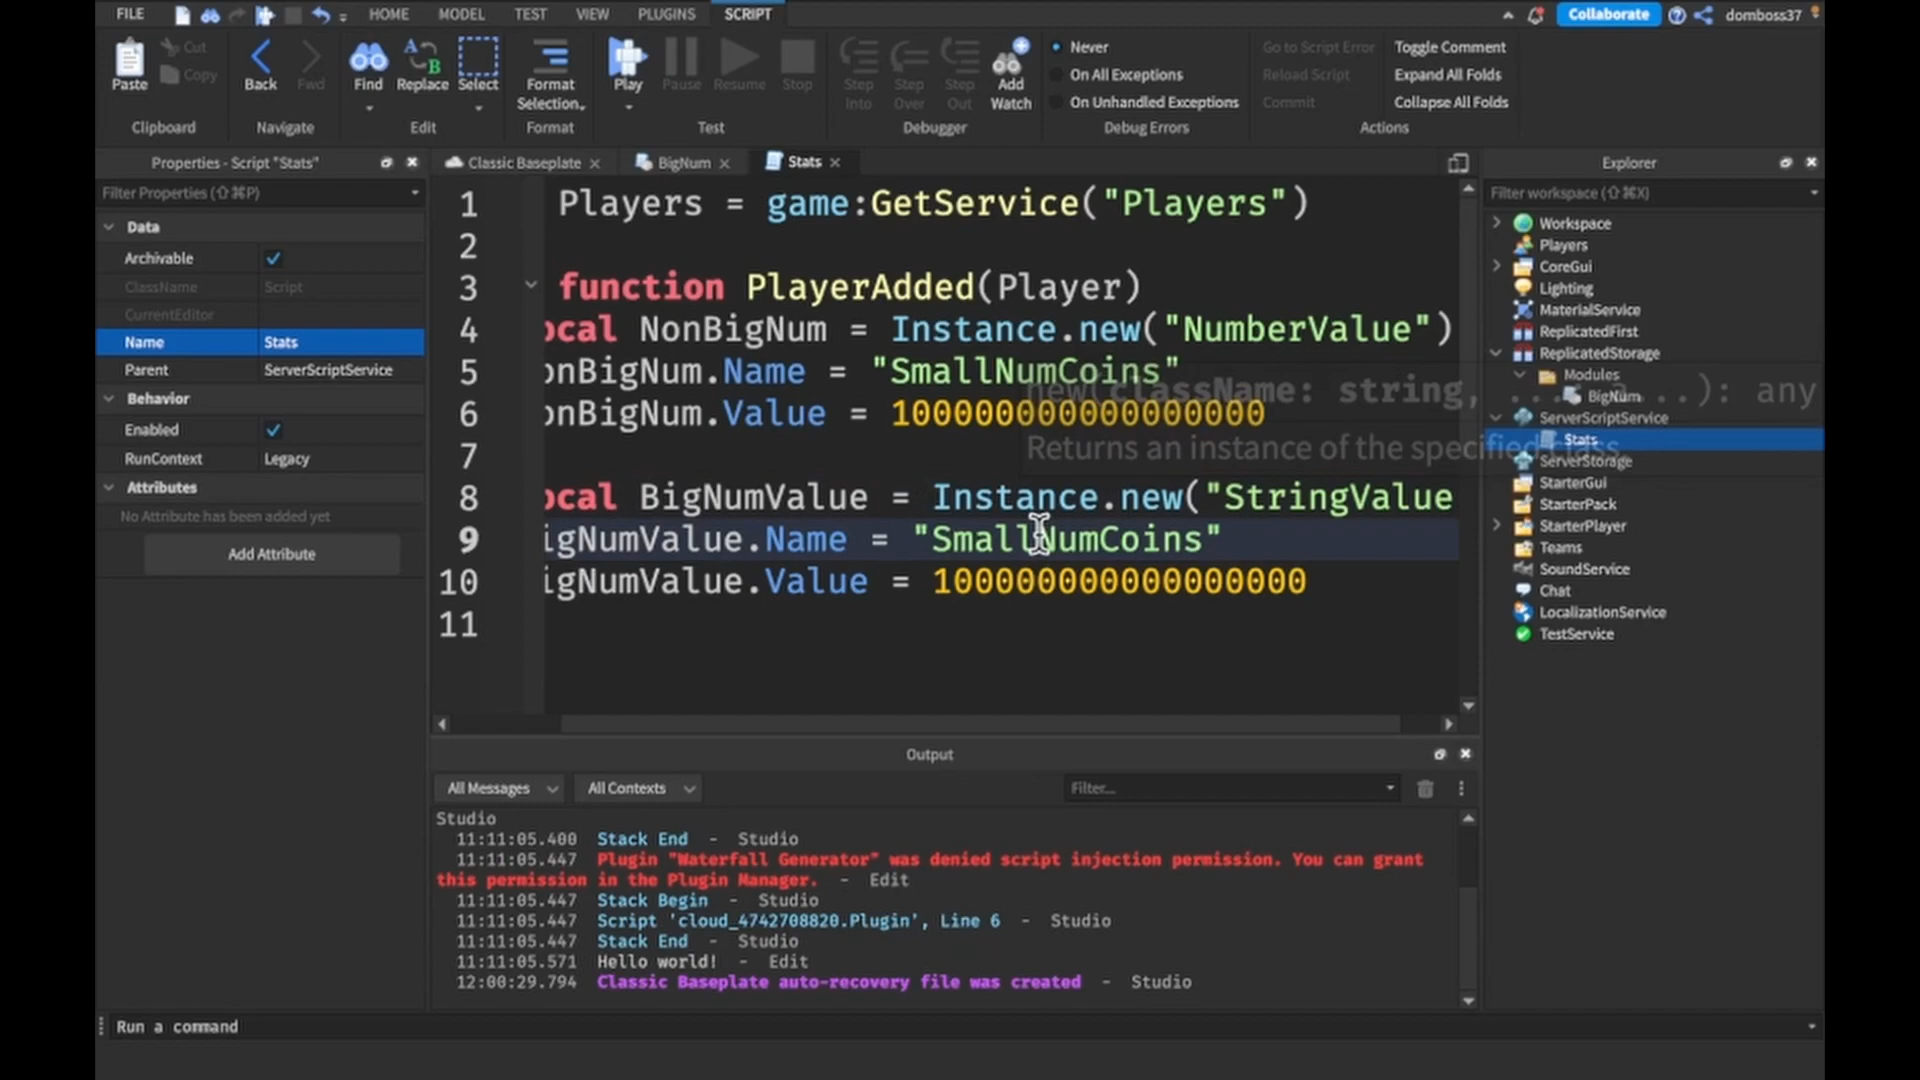 FILE HOME MODEL TEST VIEW PLUGINS SCRIPT Collaborate domboss37
Paste Cut Copy Back Fwd Find Replace Select Format Selection Play Pause Resume Stop Step Into Step Over Step Out Add Watch
Never
On All Exceptions
On Unhandled Exceptions
Go to Script Error
Reload Script
Commit
Toggle Comment
Expand All Folds
Collapse All Folds
Clipboard Navigate Edit Format Test Debugger Debug Errors Actions
Properties - Script "Stats"
Filter Properties (⇧⌘P)
Data
Archivable
ClassName Script
CurrentEditor
Name Stats
Parent ServerScriptService
Behavior
Enabled
RunContext Legacy
Attributes
No Attribute has been added yet
Add Attribute
Classic Baseplate BigNum Stats
1 Players = game:GetService("Players")
2
3 function PlayerAdded(Player)
4 ocal NonBigNum = Instance.new("NumberValue")
5 onBigNum.Name = "SmallNumCoins"
6 onBigNum.Value = 100000000000000000
7
8 ocal BigNumValue = Instance.new("StringValue
9 igNumValue.Name = "SmallNumCoins"
10 igNumValue.Value = 100000000000000000
11
new(className: string, ...: a...): any
Returns an instance of the specified class.
Explorer
Filter workspace (⇧⌘X)
Workspace
Players
CoreGui
Lighting
MaterialService
ReplicatedFirst
ReplicatedStorage
Modules
BigNum
ServerScriptService
Stats
ServerStorage
StarterGui
StarterPack
StarterPlayer
Teams
SoundService
Chat
LocalizationService
TestService
Output
All Messages All Contexts Filter...
Studio
11:11:05.400 Stack End - Studio
11:11:05.447 Plugin "Waterfall Generator" was denied script injection permission. You can grant
this permission in the Plugin Manager. - Edit
11:11:05.447 Stack Begin - Studio
11:11:05.447 Script 'cloud_4742708820.Plugin', Line 6 - Studio
11:11:05.447 Stack End - Studio
11:11:05.571 Hello world! - Edit
12:00:29.794 Classic Baseplate auto-recovery file was created - Studio
Run a command